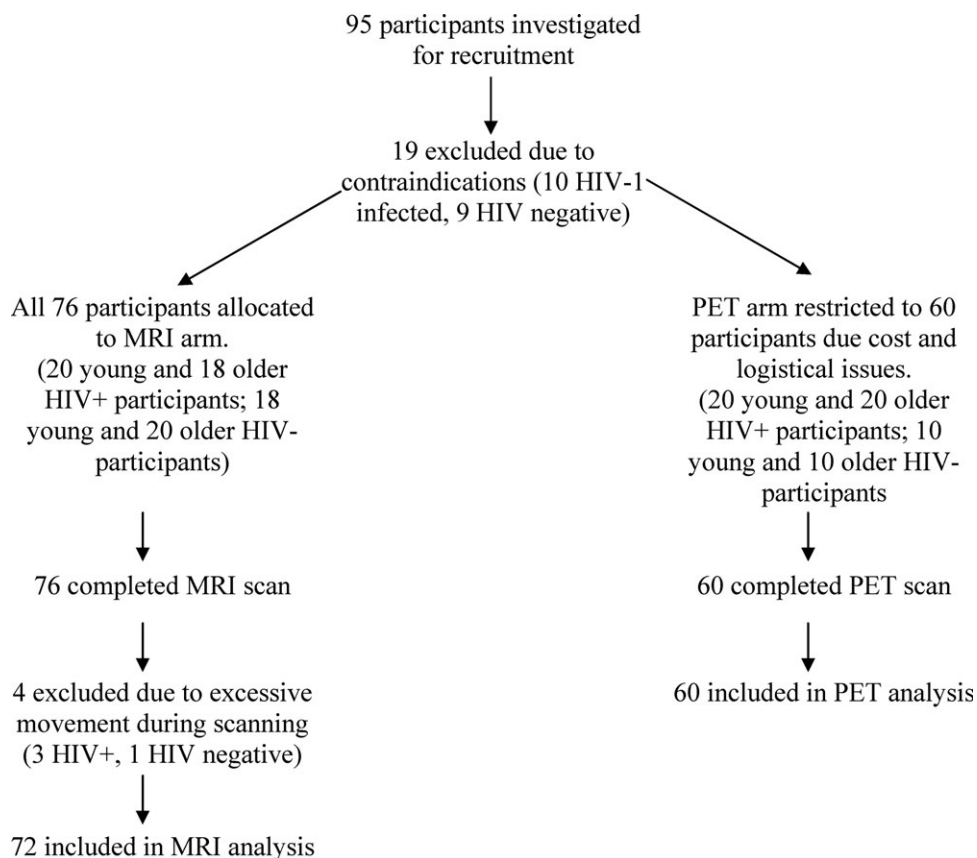 95 participants investigated
for recruitment
19 excluded due to
contraindications (10 HIV-1
infected, 9 HIV negative)
All 76 participants allocated
to MRI arm.
(20 young and 18 older
HIV+ participants; 18
young and 20 older HIV-
participants)
76 completed MRI scan
4 excluded due to excessive
movement during scanning
(3 HIV+, 1 HIV negative)
72 included in MRI analysis
PET arm restricted to 60
participants due cost and
logistical issues.
(20 young and 20 older
HIV+ participants; 10
young and 10 older HIV-
participants
60 completed PET scan
60 included in PET analysis